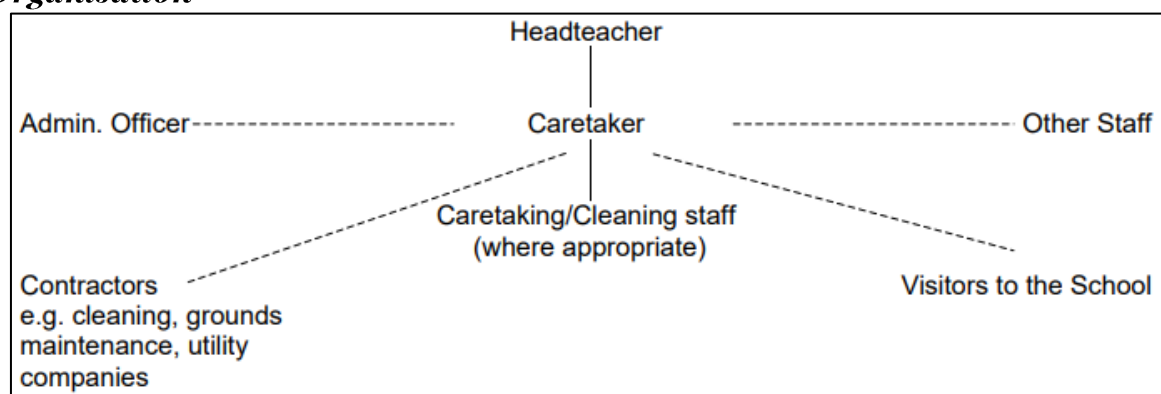 organisation
Headteacher
Admin. Officer
Caretaker
Other Staff
Caretaking/Cleaning staff
(where appropriate)
Contractors
e.g. cleaning, grounds
maintenance, utility
companies
Visitors to the School